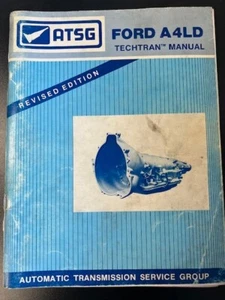 ATSG
FORD A4LD
TECHTRAN™ MANUAL
REVISED EDITION
AUTOMATIC TRANSMISSION SERVICE GROUP